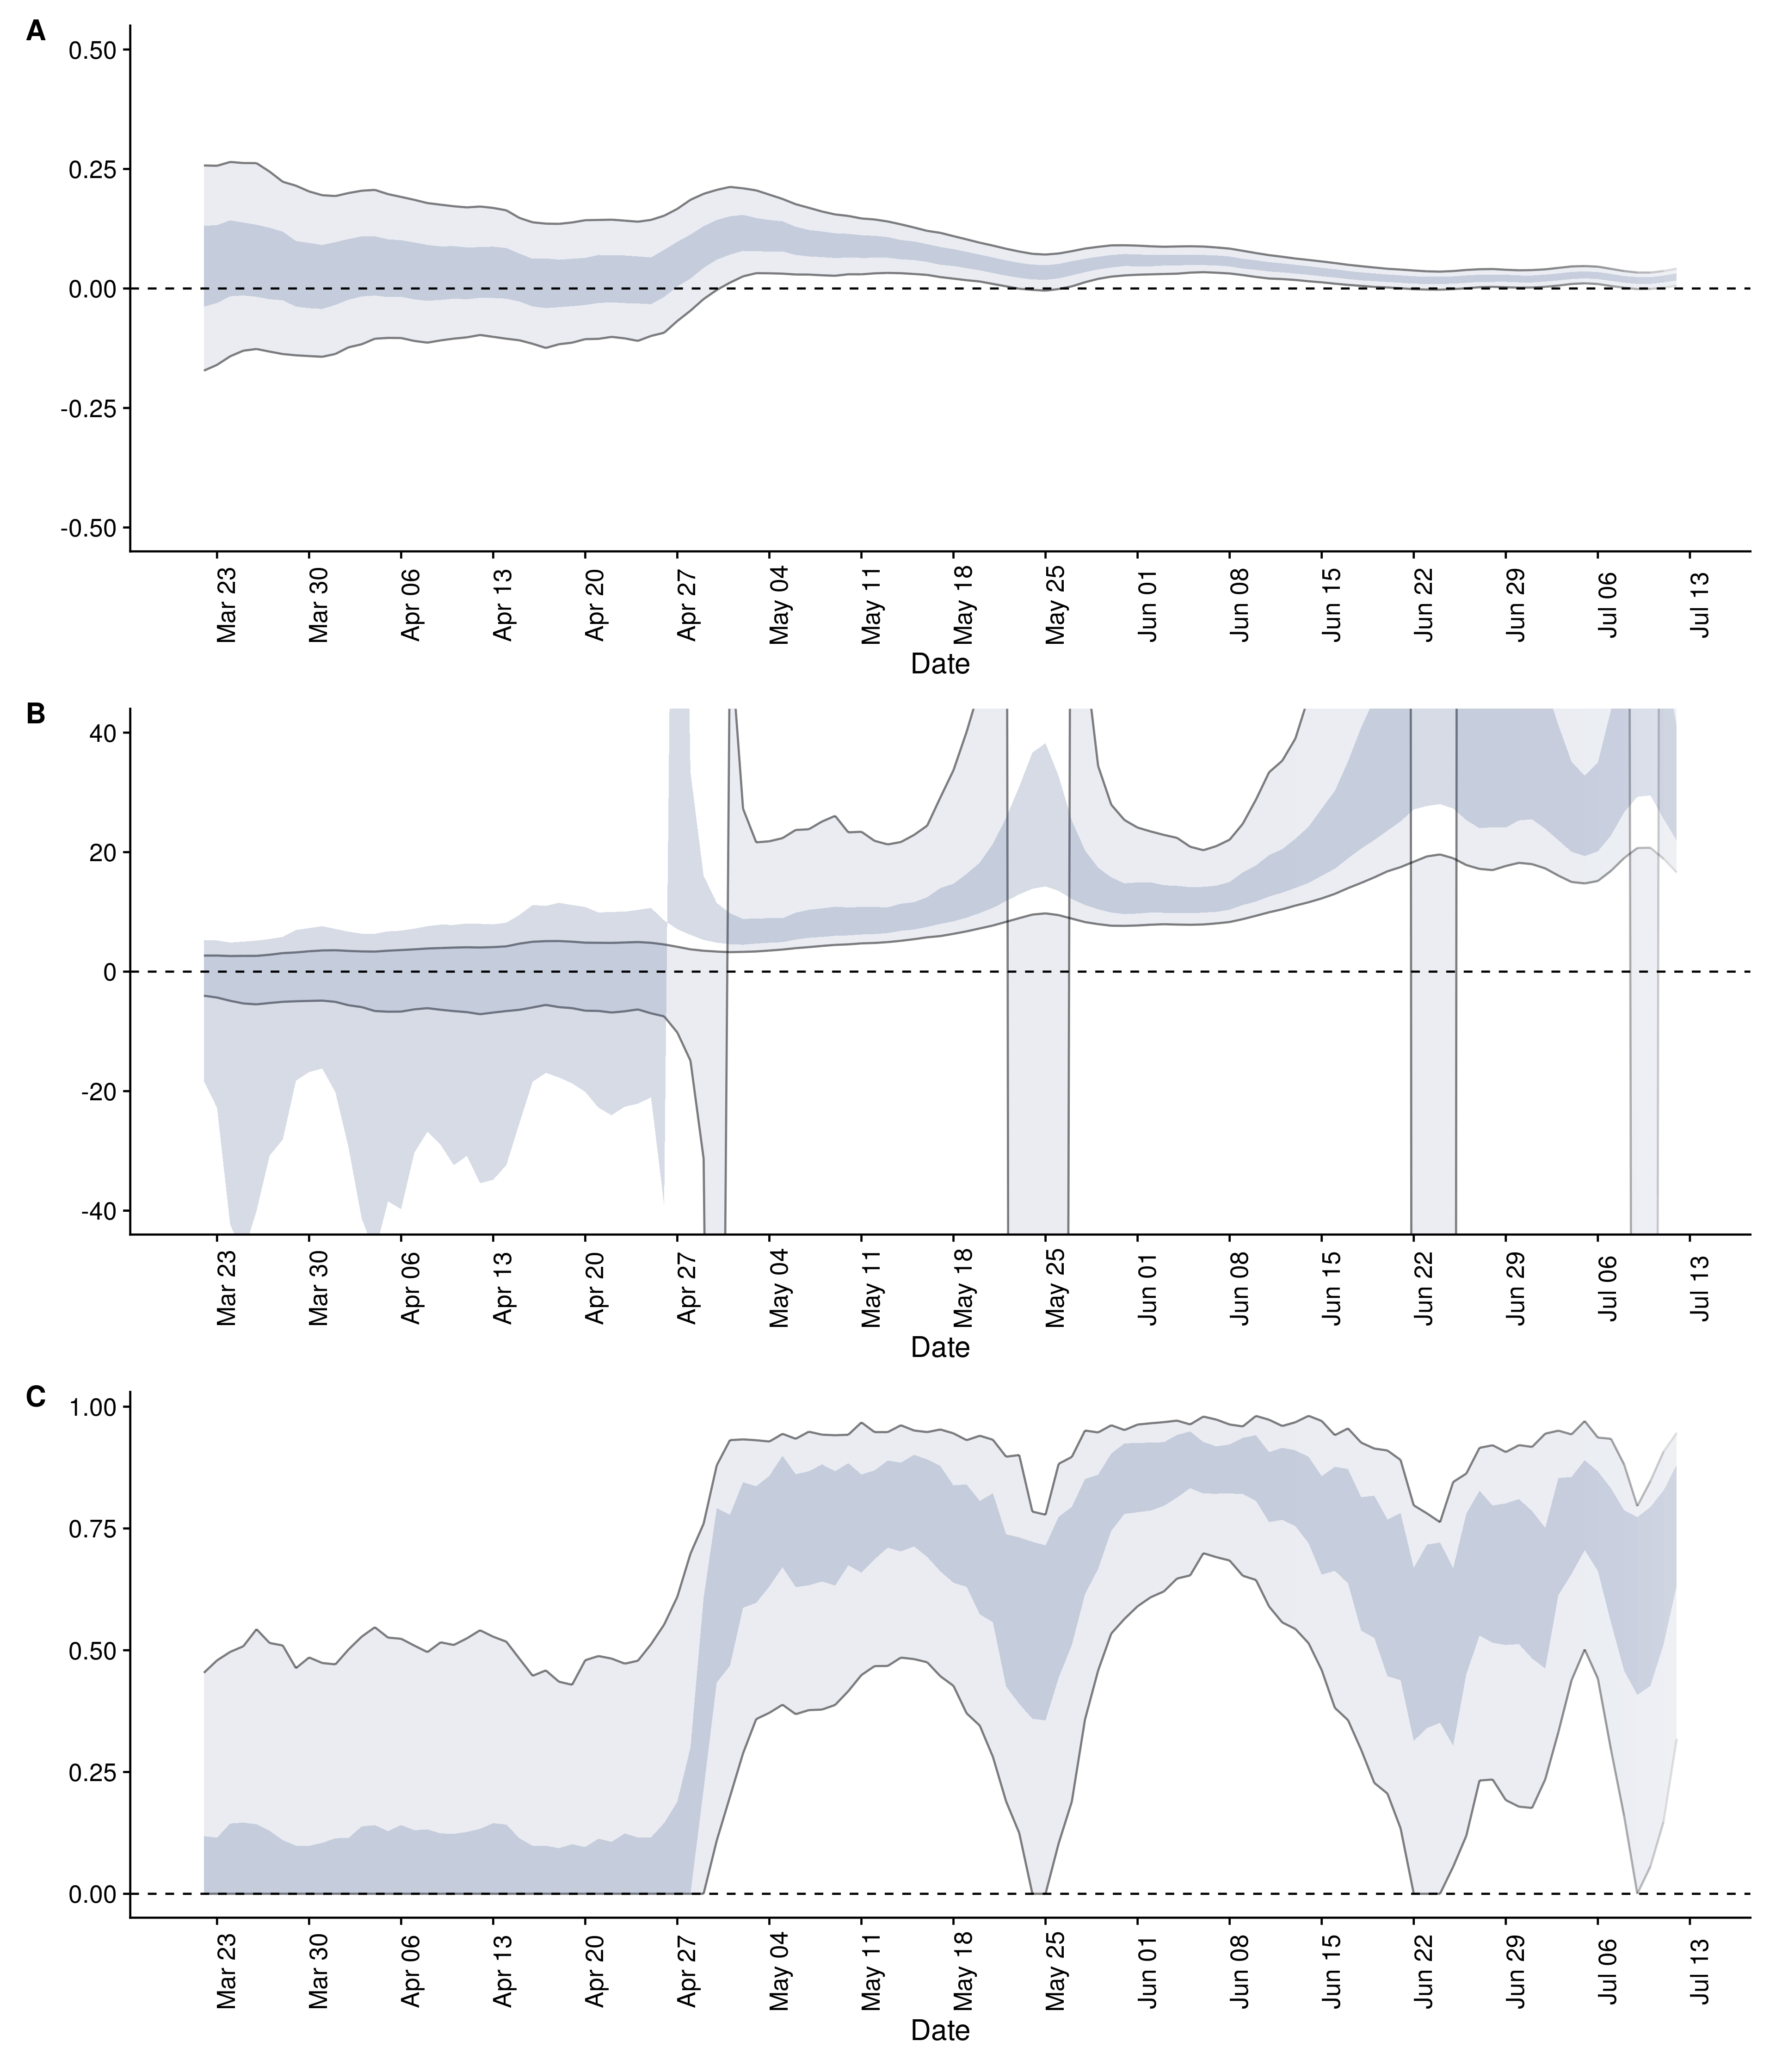 A
0.50
0.25
0.00
-0.25
-0.50
Mar 23
Mar 30
Apr 06
Apr 13
Apr 20
Apr 27
May 04
May 11
May 18
May 25
Jun 01
Jun 08
Jun 15
Jun 22
Jun 29
Jul 06
Jul 13
Date
B
40
20
0
-20
-40
Mar 23
Mar 30
Apr 06
Apr 13
Apr 20
Apr 27
May 04
May 11
May 18
May 25
Jun 01
Jun 08
Jun 15
Jun 22
Jun 29
Jul 06
Jul 13
Date
C
1.00
0.75
0.50
0.25
0.00
Mar 23
Mar 30
Apr 06
Apr 13
Apr 20
Apr 27
May 04
May 11
May 18
May 25
Jun 01
Jun 08
Jun 15
Jun 22
Jun 29
Jul 06
Jul 13
Date